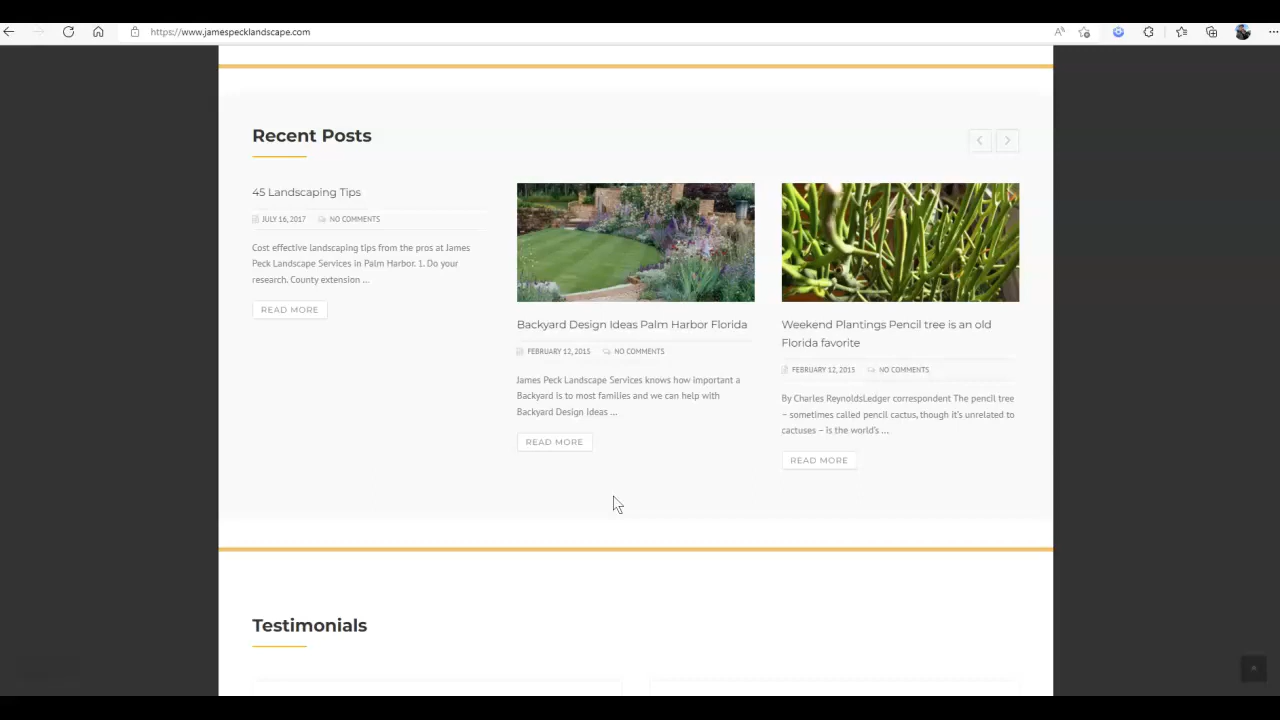 https://www.jamespecklandscape.com
Recent Posts
45 Landscaping Tips
JULY 16, 2017 NO COMMENTS
Cost effective landscaping tips from the pros at James
Peck Landscape Services in Palm Harbor. 1. Do your
research. County extension ...
READ MORE
Backyard Design Ideas Palm Harbor Florida
FEBRUARY 12, 2015 NO COMMENTS
James Peck Landscape Services knows how important a
Backyard is to most families and we can help with
Backyard Design Ideas ...
READ MORE
Weekend Plantings Pencil tree is an old
Florida favorite
FEBRUARY 12, 2015 NO COMMENTS
By Charles ReynoldsLedger correspondent The pencil tree
– sometimes called pencil cactus, though it's unrelated to
cactuses – is the world's ...
READ MORE
Testimonials